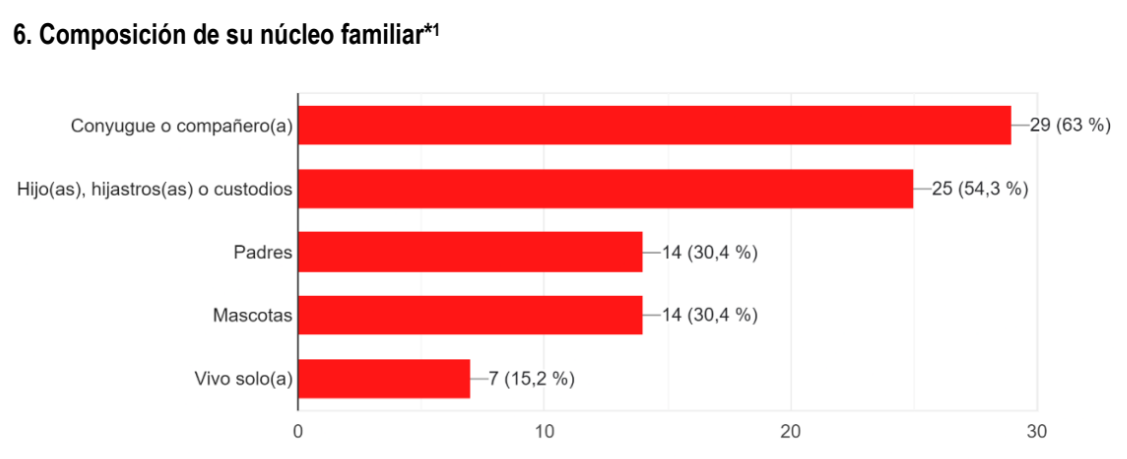 6. Composición de su núcleo familiar*1
Conyugue o compañero(a) 29 (63 %)
Hijo(as), hijastros(as) o custodios 25 (54,3 %)
Padres 14 (30,4 %)
Mascotas 14 (30,4 %)
Vivo solo(a) 7 (15,2 %)
0 10 20 30